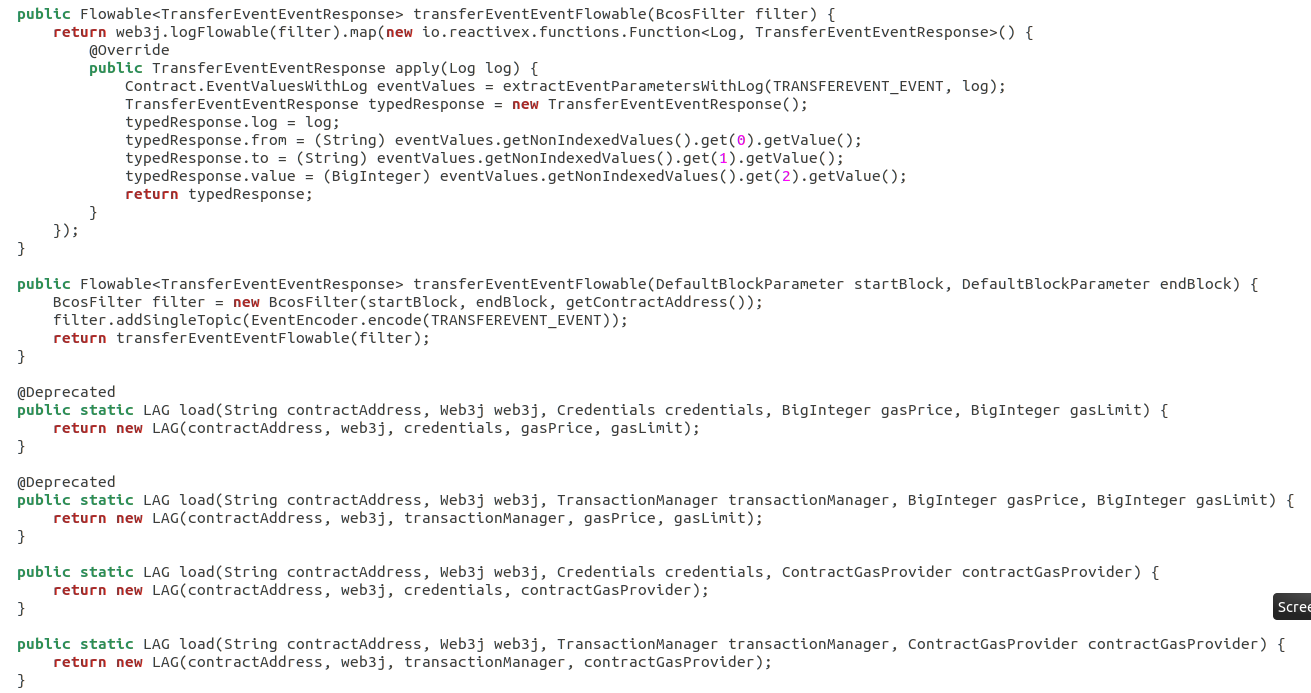 public Flowable<TransferEventEventResponse> transferEventEventFlowable(BcosFilter filter) {
    return web3j.logFlowable(filter).map(new io.reactivex.functions.Function<Log, TransferEventEventResponse>() {
        @Override
        public TransferEventEventResponse apply(Log log) {
            Contract.EventValuesWithLog eventValues = extractEventParametersWithLog(TRANSFEREVENT_EVENT, log);
            TransferEventEventResponse typedResponse = new TransferEventEventResponse();
            typedResponse.log = log;
            typedResponse.from = (String) eventValues.getNonIndexedValues().get(0).getValue();
            typedResponse.to = (String) eventValues.getNonIndexedValues().get(1).getValue();
            typedResponse.value = (BigInteger) eventValues.getNonIndexedValues().get(2).getValue();
            return typedResponse;
        }
    });
}

public Flowable<TransferEventEventResponse> transferEventEventFlowable(DefaultBlockParameter startBlock, DefaultBlockParameter endBlock) {
    BcosFilter filter = new BcosFilter(startBlock, endBlock, getContractAddress());
    filter.addSingleTopic(EventEncoder.encode(TRANSFEREVENT_EVENT));
    return transferEventEventFlowable(filter);
}

@Deprecated
public static LAG load(String contractAddress, Web3j web3j, Credentials credentials, BigInteger gasPrice, BigInteger gasLimit) {
    return new LAG(contractAddress, web3j, credentials, gasPrice, gasLimit);
}

@Deprecated
public static LAG load(String contractAddress, Web3j web3j, TransactionManager transactionManager, BigInteger gasPrice, BigInteger gasLimit) {
    return new LAG(contractAddress, web3j, transactionManager, gasPrice, gasLimit);
}

public static LAG load(String contractAddress, Web3j web3j, Credentials credentials, ContractGasProvider contractGasProvider) {
    return new LAG(contractAddress, web3j, credentials, contractGasProvider);
}
Scree

public static LAG load(String contractAddress, Web3j web3j, TransactionManager transactionManager, ContractGasProvider contractGasProvider) {
    return new LAG(contractAddress, web3j, transactionManager, contractGasProvider);
}